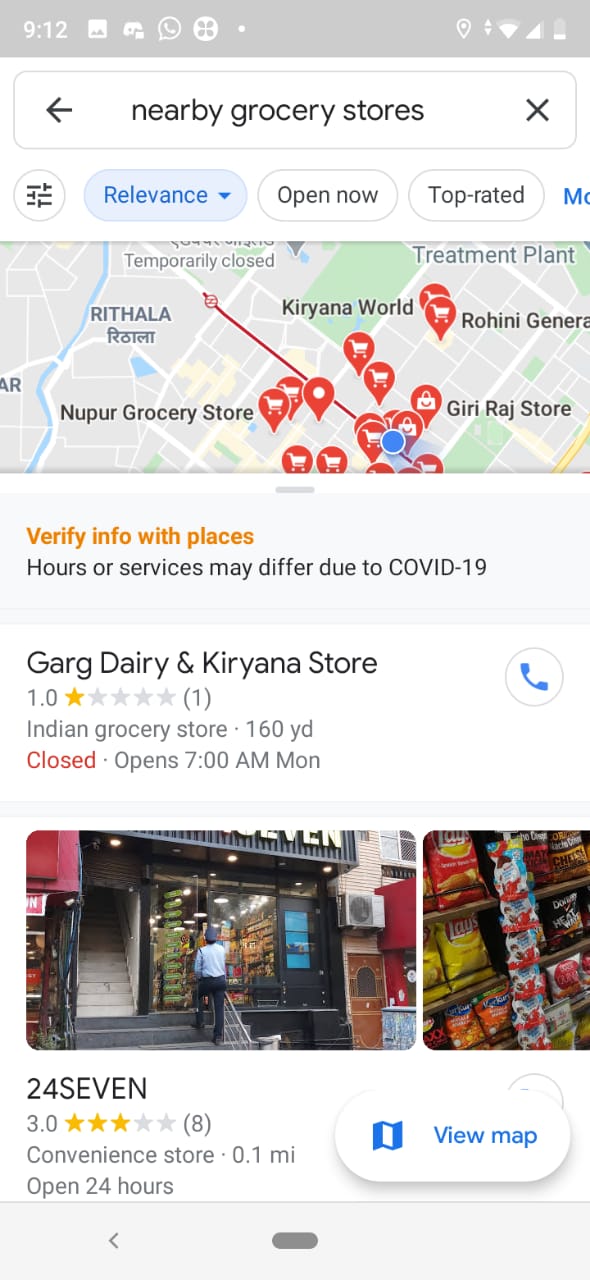 9:12
nearby grocery stores
Relevance
Open now
Top-rated
Mo
Temporarily closed
Treatment Plant
RITHALA
रिठाला
Kiryana World
Rohini Genera
AR
Nupur Grocery Store
Giri Raj Store
Verify info with places
Hours or services may differ due to COVID-19
Garg Dairy & Kiryana Store
1.0 (1)
Indian grocery store · 160 yd
Closed · Opens 7:00 AM Mon
SEVEN
Lay's
Lay's
24SEVEN
3.0 (8)
Convenience store · 0.1 mi
Open 24 hours
View map